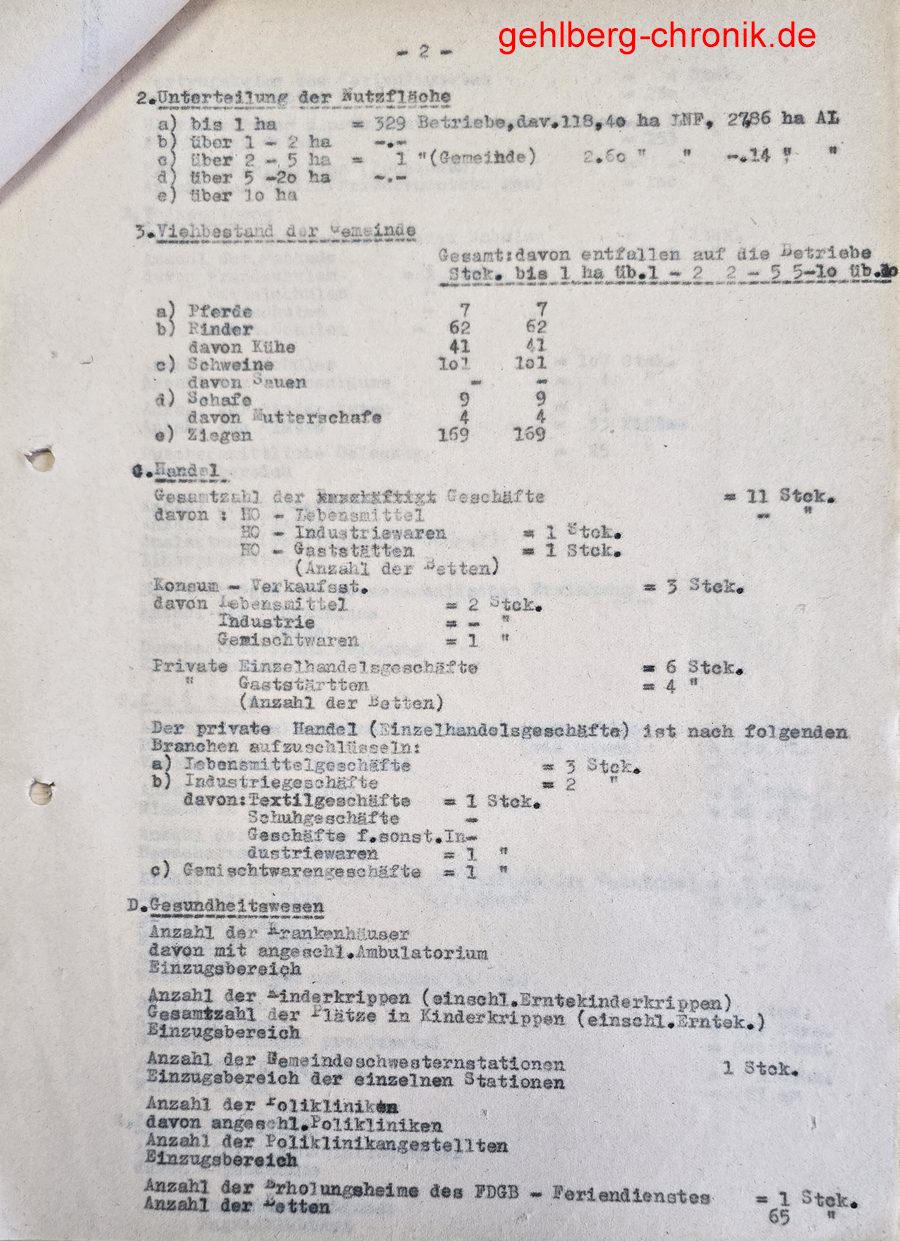 gehlberg-chronik.de
- 2 -
2.Unterteilung der Nutzfläche
a) bis 1 ha = 329 Betriebe,dav.118,4o ha LNF, 27,86 ha AL
b) über 1 - 2 ha -.-
c) über 2 - 5 ha = 1 "(Gemeinde) 2.6o " " -.14 " "
d) über 5 -2o ha -.-
e) über 1o ha
3.Viehbestand der Gemeinde
Gesamt:davon entfallen auf die Betriebe
Stck. bis 1 ha üb.1 - 2 2 - 5 5-1o üb.1o
a) Pferde 7 7
b) Rinder 62 62
davon Kühe 41 41
c) Schweine 1o1 1o1
davon Sauen - -
d) Schafe 9 9
davon Mutterschafe 4 4
e) Ziegen 169 169
C.Handel
Gesamtzahl der Geschäfte = 11 Stck.
davon : HO - Lebensmittel - "
HO - Industriewaren = 1 Stck.
HO - Gaststätten = 1 Stck.
(Anzahl der Betten)
Konsum - Verkaufsst. = 3 Stck.
davon Lebensmittel = 2 Stck.
Industrie = - "
Gemischtwaren = 1 "
Private Einzelhandelsgeschäfte = 6 Stck.
" Gaststärtten = 4 "
(Anzahl der Betten)
Der private Handel (Einzelhandelsgeschäfte) ist nach folgenden
Branchen aufzuschlüsseln:
a) Lebensmittelgeschäfte = 3 Stck.
b) Industriegeschäfte = 2 "
davon:Textilgeschäfte = 1 Stck.
Schuhgeschäfte -
Geschäfte f.sonst.In-
dustriewaren = 1 "
c) Gemischtwarengeschäfte = 1 "
D.Gesundheitswesen
Anzahl der Krankenhäuser
davon mit angeschl.Ambulatorium
Einzugsbereich
Anzahl der Kinderkrippen (einschl.Erntekinderkrippen)
Gesamtzahl der Plätze in Kinderkrippen (einschl.Erntek.)
Einzugsbereich
Anzahl der Gemeindeschwesternstationen 1 Stck.
Einzugsbereich der einzelnen Stationen
Anzahl der Polikliniken
davon angeschl.Polikliniken
Anzahl der Poliklinikangestellten
Einzugsbereich
Anzahl der Erholungsheime des FDGB - Feriendienstes = 1 Stck.
Anzahl der Betten 65 "